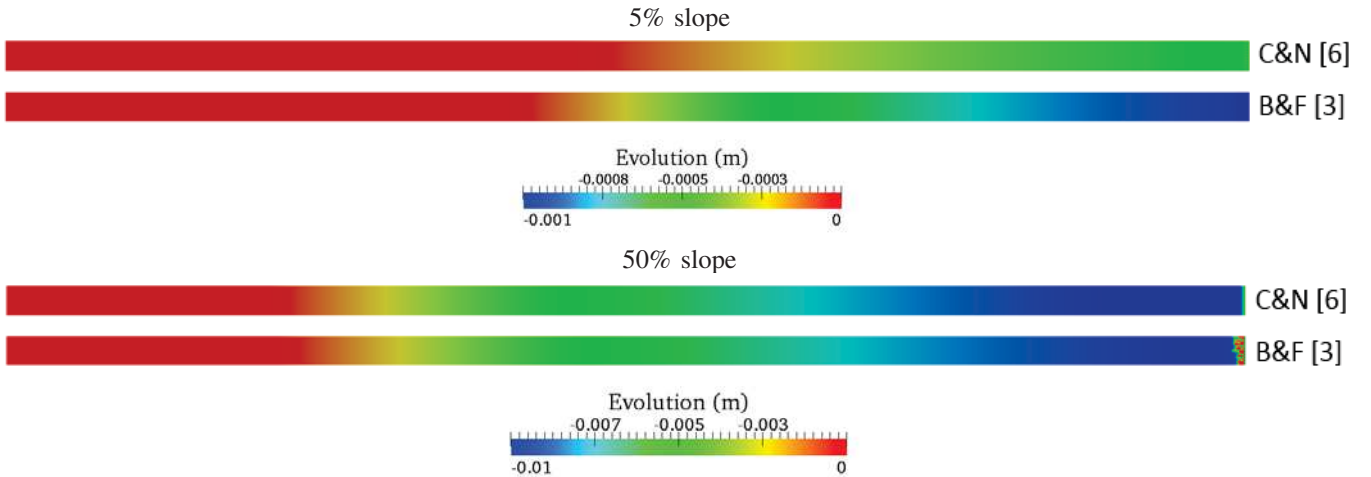 5% slope
C&N [6]
B&F [3]
Evolution (m)
-0.0008 -0.0005 -0.0003
-0.001 0
50% slope
C&N [6]
B&F [3]
Evolution (m)
-0.007 -0.005 -0.003
-0.01 0